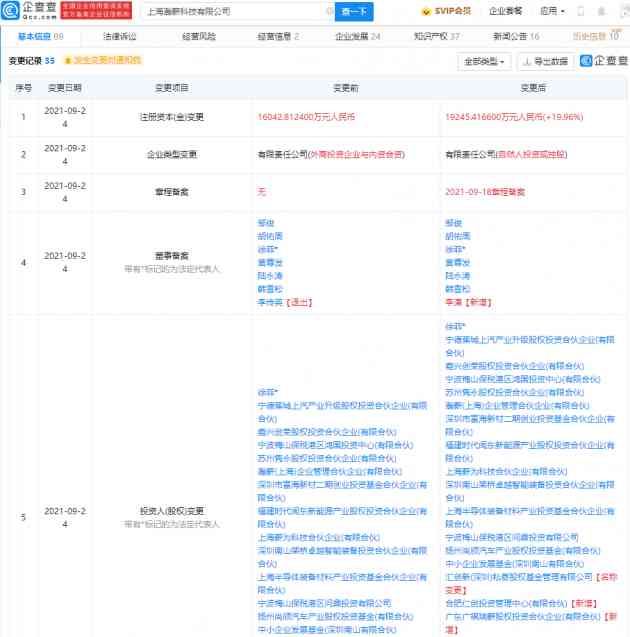 企查查
Qcc.com
全国企业信用查询系统
官方备案企业征信机构
上海瀚薪科技有限公司
查一下
SVIP会员
企业套餐
应用
基本信息 99
法律诉讼
经营风险
经营信息 2
企业发展 24
知识产权 37
新闻公告 16
历史信息 10
变更记录 55
发生变更时通知我
全部类型
导出数据
企查查
序号 变更日期 变更项目 变更前 变更后
1 2021-09-24 注册资本(金)变更 16042.812400万元人民币 19245.416600万元人民币(+19.96%)
2 2021-09-24 企业类型变更 有限责任公司(外商投资企业与内资合资) 有限责任公司(自然人投资或控股)
3 2021-09-24 章程备案 无 2021-09-18章程备案
4
2021-09-24
董事备案
带有*标记的为法定代表人
邹俊
胡佑周
徐菲*
黄尊发
陆永涛
韩雪松
李传英【退出】
邹俊
胡佑周
徐菲*
黄尊发
陆永涛
韩雪松
李潇【新增】
5
2021-09-24
投资人(股权)变更
带有*标记的为法定代表人
徐菲*
宁德蕉城上汽产业升级股权投资合伙企业(有限
合伙)
嘉兴创荣股权投资合伙企业(有限合伙)
宁波梅山保税港区鸿国投资中心(有限合伙)
苏州隽永股权投资合伙企业(有限合伙)
瀚薪(上海)企业管理合伙企业(有限合伙)
深圳市富海新材二期创业投资基金合伙企业(有
限合伙)
福建时代闽东新能源产业股权投资合伙企业(有
限合伙)
上海薪为科技合伙企业(有限合伙)
深圳南山架桥卓越智能装备投资合伙企业(有限
合伙)
上海半导体装备材料产业投资基金合伙企业(有
限合伙)
宁波梅山保税港区问鼎投资有限公司
扬州尚颀汽车产业股权投资基金(有限合伙)
中小企业发展基金(深圳南山有限合伙)
徐菲*
宁德蕉城上汽产业升级股权投资合伙企业(有限
合伙)
嘉兴创荣股权投资合伙企业(有限合伙)
宁波梅山保税港区鸿国投资中心(有限合伙)
苏州隽永股权投资合伙企业(有限合伙)
瀚薪(上海)企业管理合伙企业(有限合伙)
深圳市富海新材二期创业投资基金合伙企业(有
限合伙)
福建时代闽东新能源产业股权投资合伙企业(有
限合伙)
上海薪为科技合伙企业(有限合伙)
深圳南山架桥卓越智能装备投资合伙企业(有限
合伙)
上海半导体装备材料产业投资基金合伙企业(有
限合伙)
宁波梅山保税港区问鼎投资有限公司
扬州尚颀汽车产业股权投资基金(有限合伙)
中小企业发展基金(深圳南山有限合伙)
汇创新(深圳)私募股权基金管理有限公司【名称
变更】
合肥仁创投资管理中心(有限合伙)【新增】
广东广祺瑞薪股权投资合伙企业(有限合伙)【新
增】